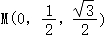 M(0, 1/2, √3/2)